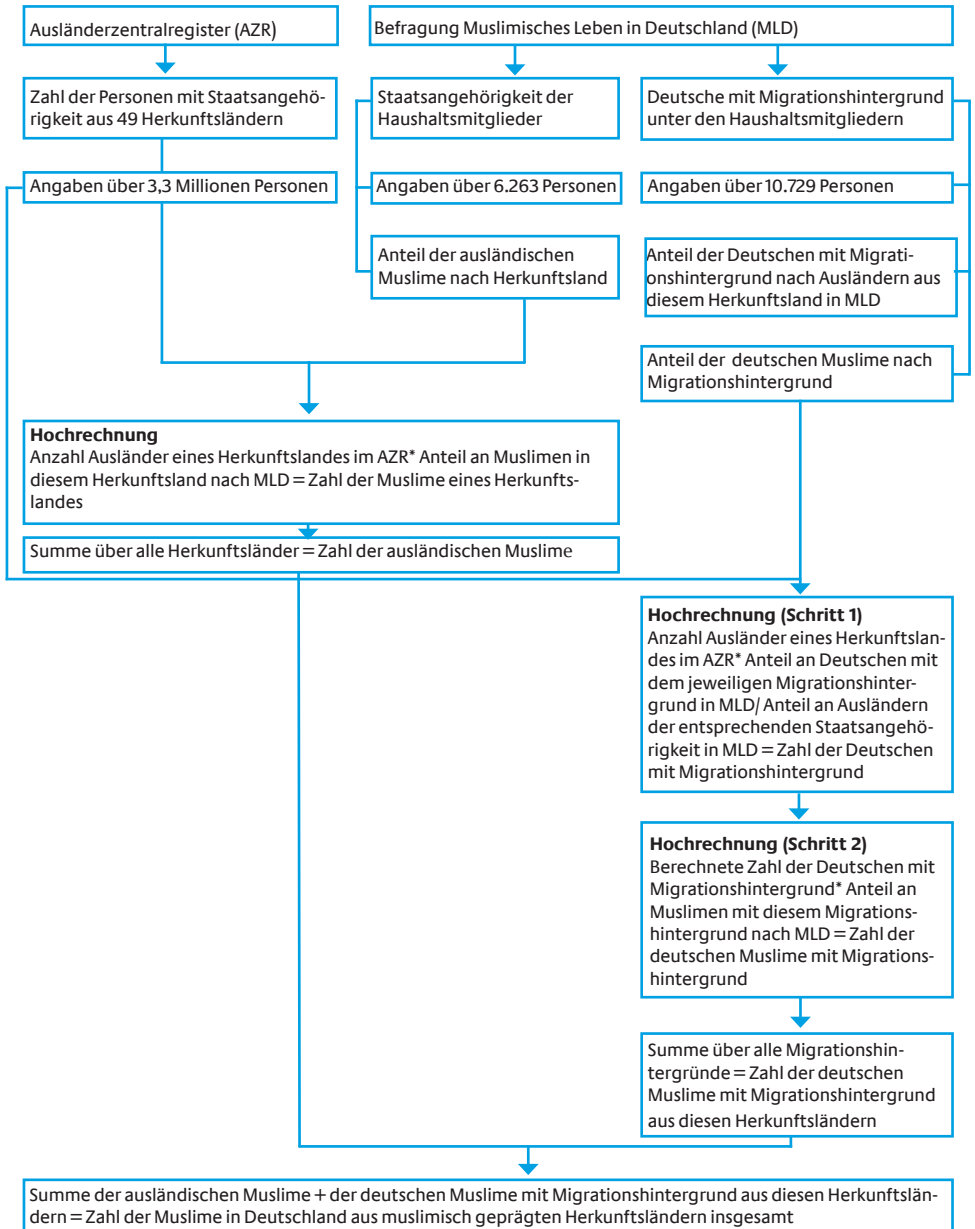 Ausländerzentralregister (AZR)
Befragung Muslimisches Leben in Deutschland (MLD)
Zahl der Personen mit Staatsangehö-
rigkeit aus 49 Herkunftsländern
Staatsangehörigkeit der
Haushaltsmitglieder
Deutsche mit Migrationshintergrund
unter den Haushaltsmitgliedern
Angaben über 3,3 Millionen Personen
Angaben über 6.263 Personen
Angaben über 10.729 Personen
Anteil der ausländischen
Muslime nach Herkunftsland
Anteil der Deutschen mit Migrati-
onshintergrund nach Ausländern aus
diesem Herkunftsland in MLD
Anteil der deutschen Muslime nach
Migrationshintergrund
Hochrechnung
Anzahl Ausländer eines Herkunftslandes im AZR* Anteil an Muslimen in
diesem Herkunftsland nach MLD = Zahl der Muslime eines Herkunfts-
landes
Summe über alle Herkunftsländer = Zahl der ausländischen Muslime
Hochrechnung (Schritt 1)
Anzahl Ausländer eines Herkunftslan-
des im AZR* Anteil an Deutschen mit
dem jeweiligen Migrationshinter-
grund in MLD/ Anteil an Ausländern
der entsprechenden Staatsangehö-
rigkeit in MLD = Zahl der Deutschen
mit Migrationshintergrund
Hochrechnung (Schritt 2)
Berechnete Zahl der Deutschen mit
Migrationshintergrund* Anteil an
Muslimen mit diesem Migrations-
hintergrund nach MLD = Zahl der
deutschen Muslime mit Migrations-
hintergrund
Summe über alle Migrationshin-
tergründe = Zahl der deutschen
Muslime mit Migrationshintergrund
aus diesen Herkunftsländern
Summe der ausländischen Muslime + der deutschen Muslime mit Migrationshintergrund aus diesen Herkunftslän-
dern = Zahl der Muslime in Deutschland aus muslimisch geprägten Herkunftsländern insgesamt